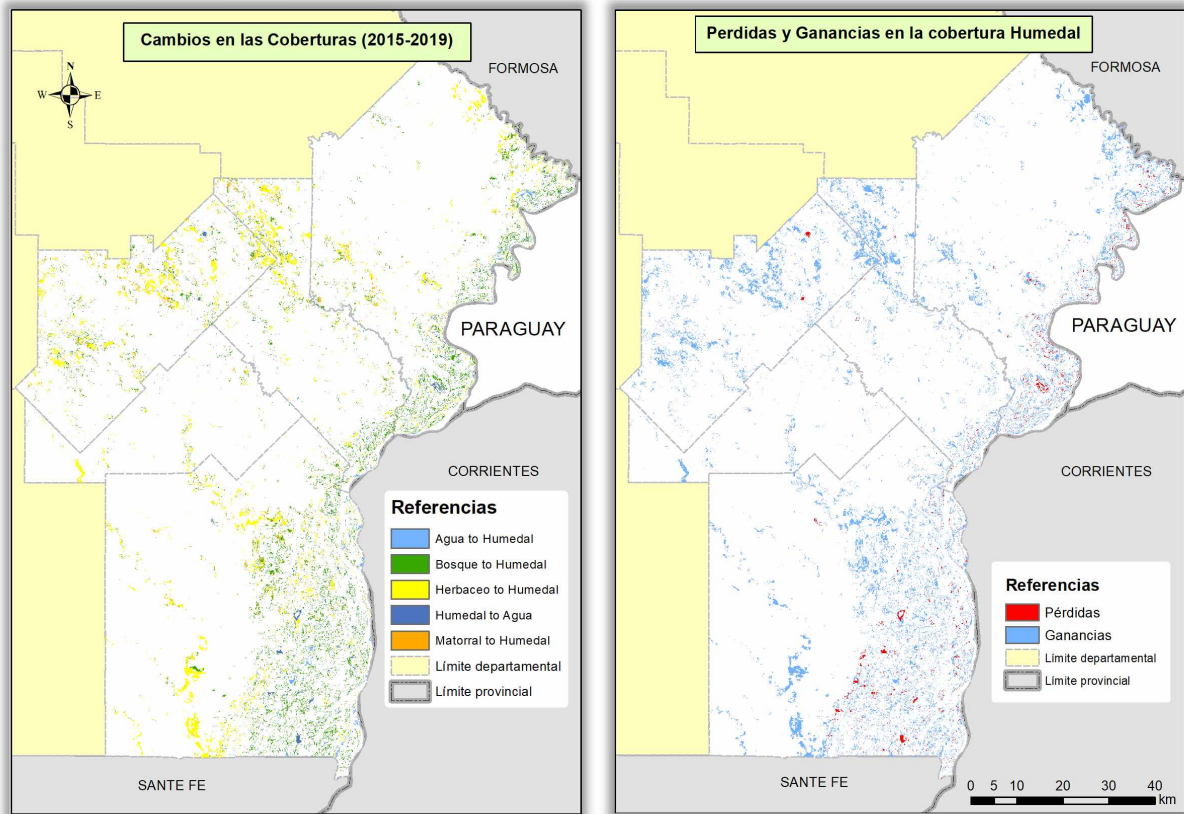 Cambios en las Coberturas (2015-2019)
FORMOSA
N
W
E
S
PARAGUAY
CORRIENTES
Referencias
Agua to Humedal
Bosque to Humedal
Herbaceo to Humedal
Humedal to Agua
Matorral to Humedal
Límite departamental
Límite provincial
SANTE FE
Perdidas y Ganancias en la cobertura Humedal
FORMOSA
PARAGUAY
CORRIENTES
Referencias
Pérdidas
Ganancias
Límite departamental
Límite provincial
SANTE FE
0 5 10 20 30 40
km